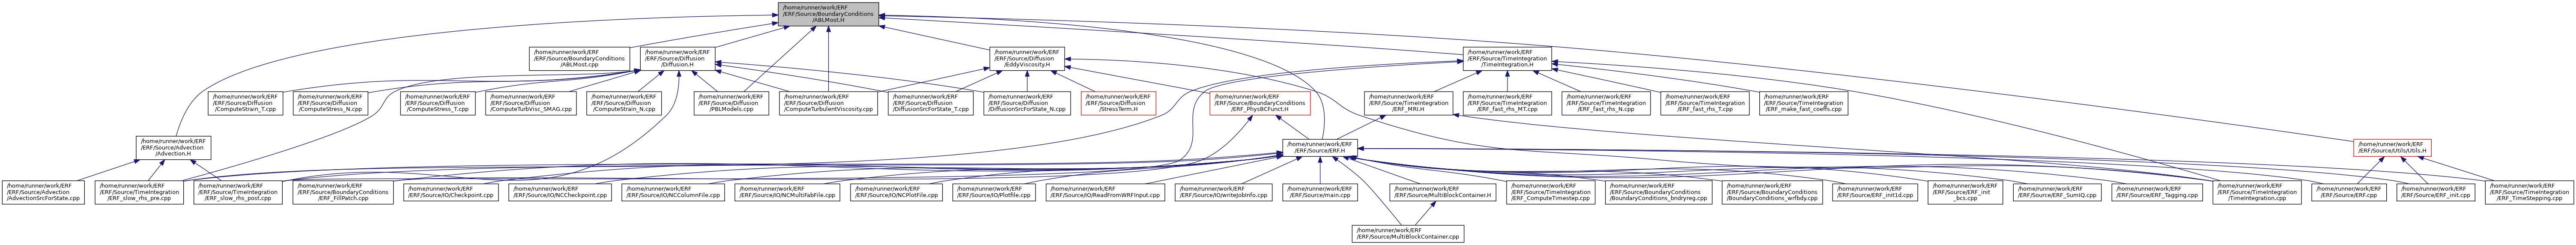 /home/runner/work/ERF
/ERF/Source/BoundaryConditions
/ABLMost.H
/home/runner/work/ERF
/ERF/Source/BoundaryConditions
/ABLMost.cpp
/home/runner/work/ERF
/ERF/Source/Diffusion
/Diffusion.H
/home/runner/work/ERF
/ERF/Source/Diffusion
/EddyViscosity.H
/home/runner/work/ERF
/ERF/Source/TimeIntegration
/TimeIntegration.H
/home/runner/work/ERF
/ERF/Source/Diffusion
/ComputeStrain_T.cpp
/home/runner/work/ERF
/ERF/Source/Diffusion
/ComputeStress_N.cpp
/home/runner/work/ERF
/ERF/Source/Diffusion
/ComputeStress_T.cpp
/home/runner/work/ERF
/ERF/Source/Diffusion
/ComputeTurbVisc_SMAG.cpp
/home/runner/work/ERF
/ERF/Source/Diffusion
/ComputeStrain_N.cpp
/home/runner/work/ERF
/ERF/Source/Diffusion
/PBLModels.cpp
/home/runner/work/ERF
/ERF/Source/Diffusion
/ComputeTurbulentViscosity.cpp
/home/runner/work/ERF
/ERF/Source/Diffusion
/DiffusionSrcForState_T.cpp
/home/runner/work/ERF
/ERF/Source/Diffusion
/DiffusionSrcForState_N.cpp
/home/runner/work/ERF
/ERF/Source/Diffusion
/StressTerm.H
/home/runner/work/ERF
/ERF/Source/BoundaryConditions
/ERF_PhysBCFunct.H
/home/runner/work/ERF
/ERF/Source/TimeIntegration
/ERF_MRI.H
/home/runner/work/ERF
/ERF/Source/TimeIntegration
/ERF_fast_rhs_MT.cpp
/home/runner/work/ERF
/ERF/Source/TimeIntegration
/ERF_fast_rhs_N.cpp
/home/runner/work/ERF
/ERF/Source/TimeIntegration
/ERF_fast_rhs_T.cpp
/home/runner/work/ERF
/ERF/Source/TimeIntegration
/ERF_make_fast_coeffs.cpp
/home/runner/work/ERF
/ERF/Source/Advection
/Advection.H
/home/runner/work/ERF
/ERF/Source/ERF.H
/home/runner/work/ERF
/ERF/Source/Utils/Utils.H
/home/runner/work/ERF
/ERF/Source/Advection
/AdvectionSrcForState.cpp
/home/runner/work/ERF
/ERF/Source/TimeIntegration
/ERF_slow_rhs_pre.cpp
/home/runner/work/ERF
/ERF/Source/TimeIntegration
/ERF_slow_rhs_post.cpp
/home/runner/work/ERF
/ERF/Source/BoundaryConditions
/ERF_FillPatch.cpp
/home/runner/work/ERF
/ERF/Source/IO/Checkpoint.cpp
/home/runner/work/ERF
/ERF/Source/IO/NCCheckpoint.cpp
/home/runner/work/ERF
/ERF/Source/IO/NCColumnFile.cpp
/home/runner/work/ERF
/ERF/Source/IO/NCMultiFabFile.cpp
/home/runner/work/ERF
/ERF/Source/IO/NCPlotFile.cpp
/home/runner/work/ERF
/ERF/Source/IO/Plotfile.cpp
/home/runner/work/ERF
/ERF/Source/IO/ReadFromWRFInput.cpp
/home/runner/work/ERF
/ERF/Source/IO/writeJobInfo.cpp
/home/runner/work/ERF
/ERF/Source/main.cpp
/home/runner/work/ERF
/ERF/Source/MultiBlockContainer.H
/home/runner/work/ERF
/ERF/Source/TimeIntegration
/ERF_ComputeTimestep.cpp
/home/runner/work/ERF
/ERF/Source/BoundaryConditions
/BoundaryConditions_bndryreg.cpp
/home/runner/work/ERF
/ERF/Source/BoundaryConditions
/BoundaryConditions_wrfbdy.cpp
/home/runner/work/ERF
/ERF/Source/ERF_init1d.cpp
/home/runner/work/ERF
/ERF/Source/ERF_init
_bcs.cpp
/home/runner/work/ERF
/ERF/Source/ERF_SumIQ.cpp
/home/runner/work/ERF
/ERF/Source/ERF_Tagging.cpp
/home/runner/work/ERF
/ERF/Source/TimeIntegration
/TimeIntegration.cpp
/home/runner/work/ERF
/ERF/Source/ERF.cpp
/home/runner/work/ERF
/ERF/Source/ERF_init.cpp
/home/runner/work/ERF
/ERF/Source/TimeIntegration
/ERF_TimeStepping.cpp
/home/runner/work/ERF
/ERF/Source/MultiBlockContainer.cpp